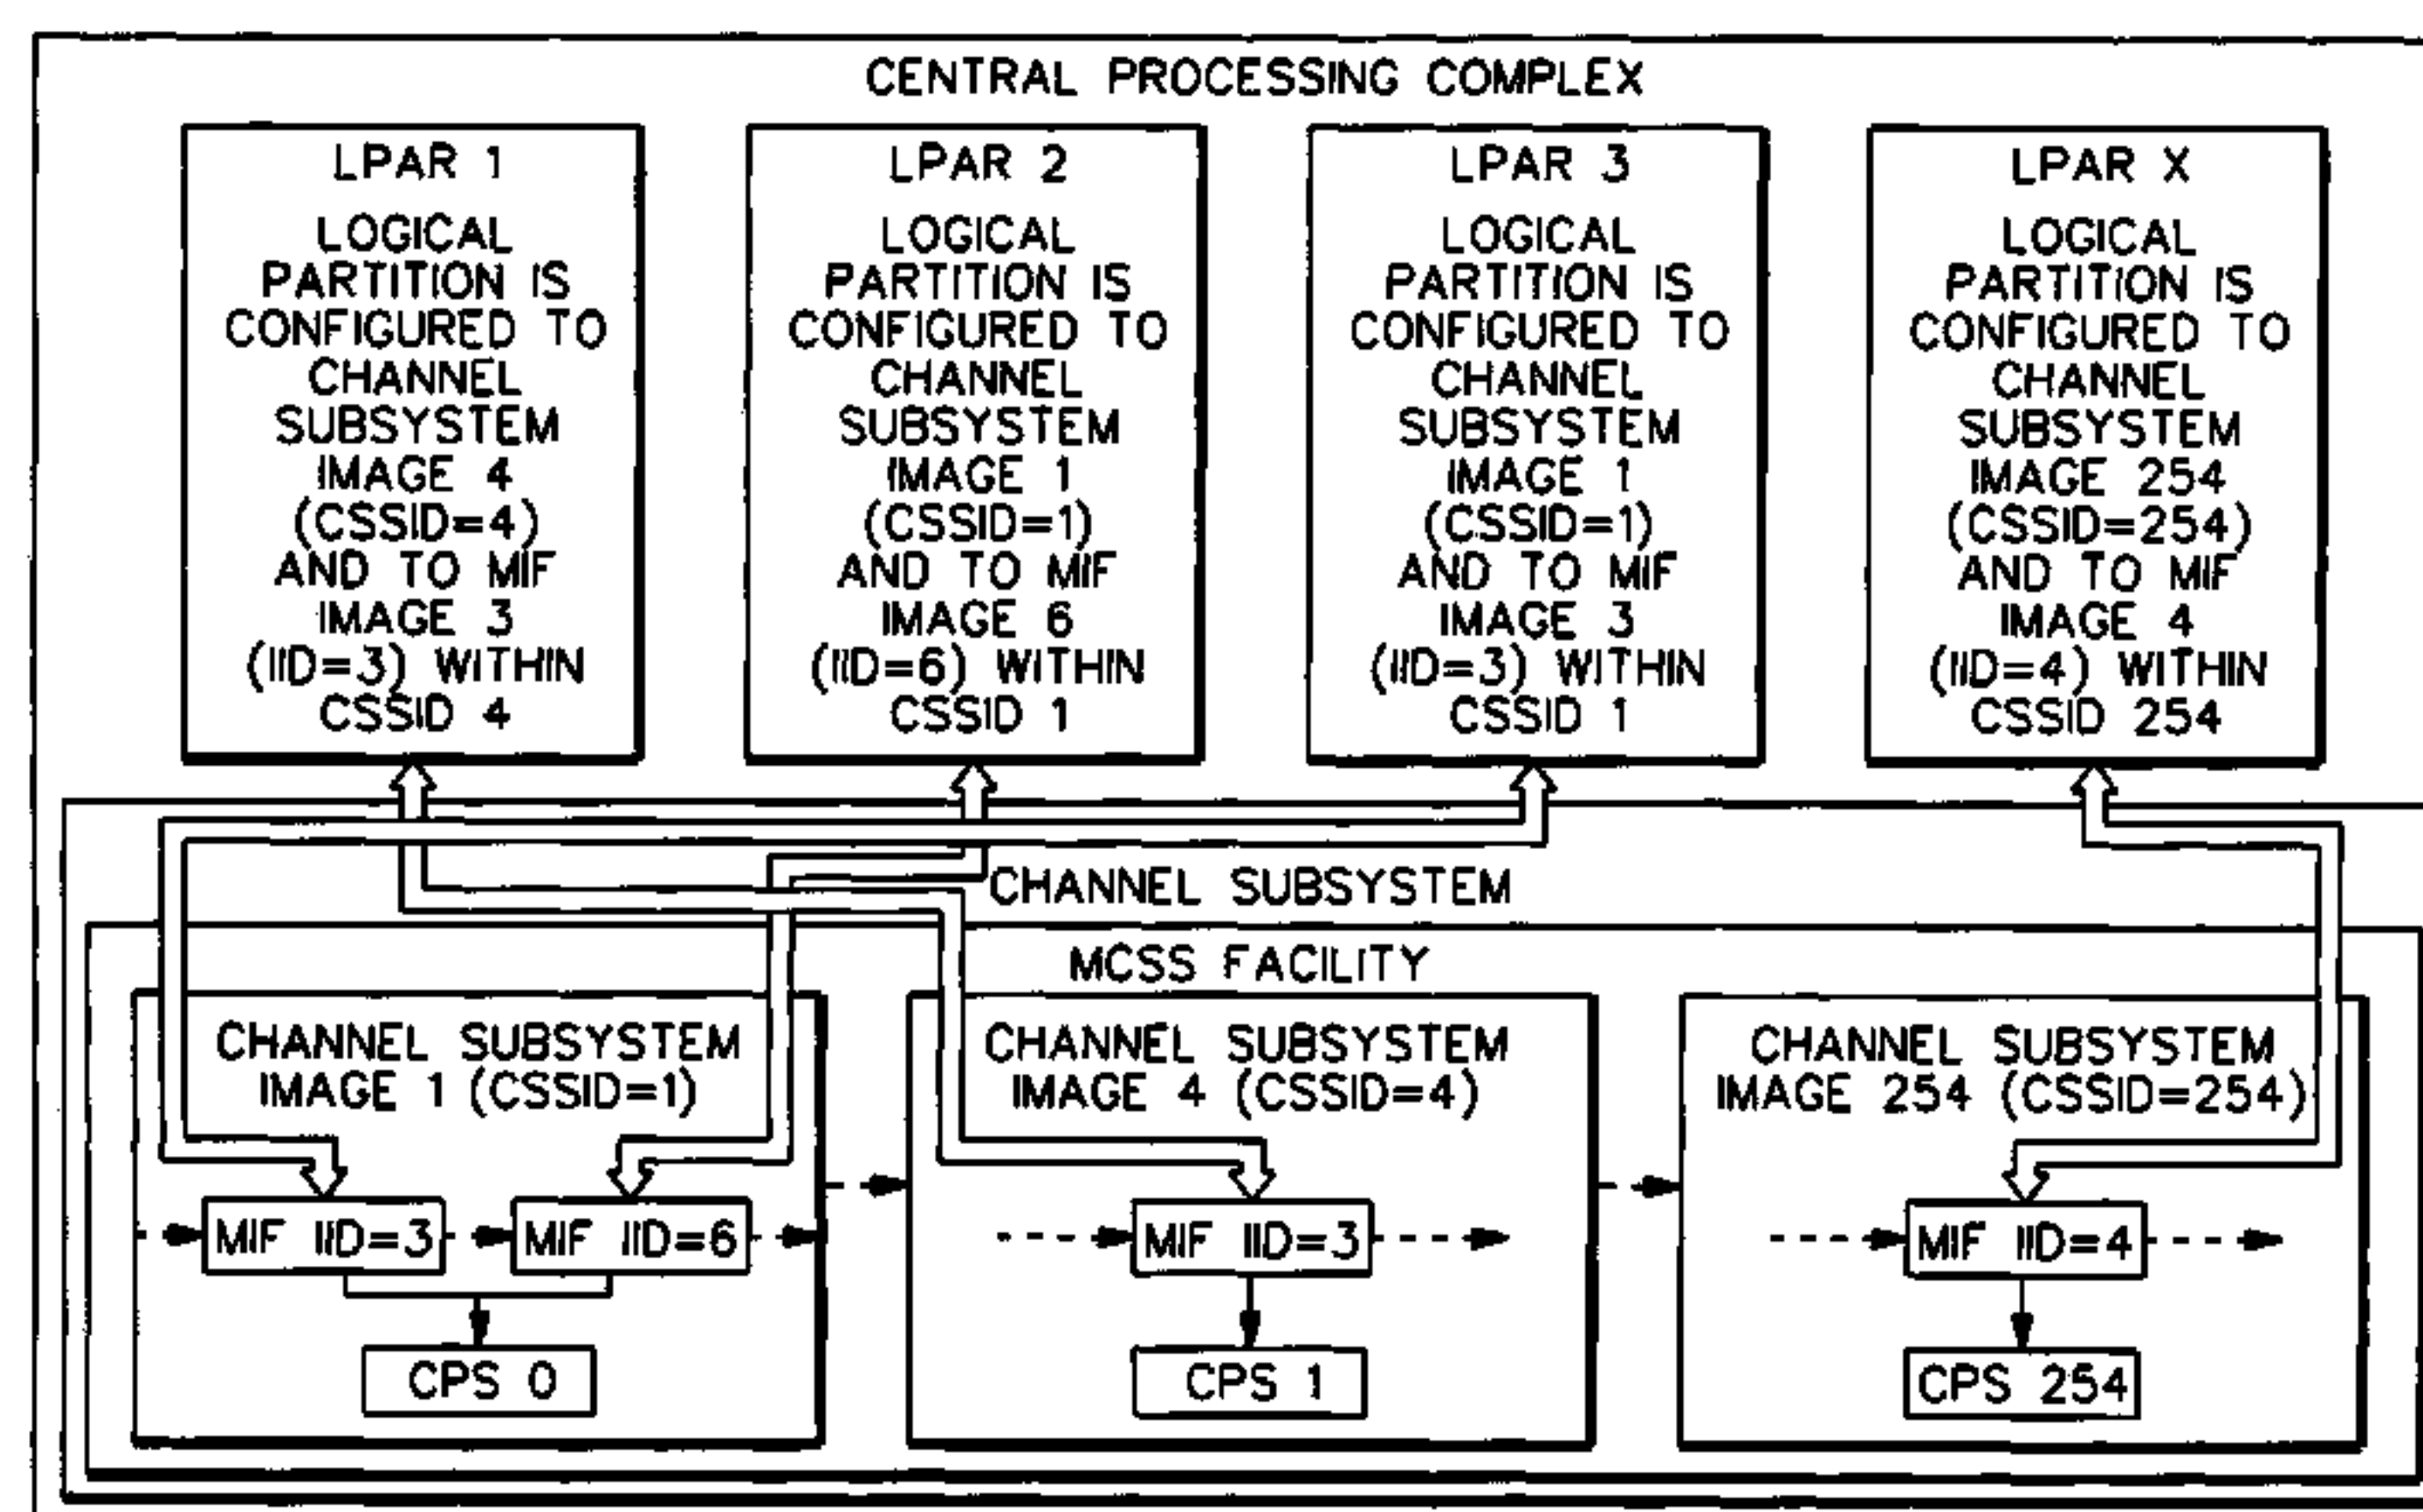 CENTRAL PROCESSING COMPLEX
LPAR 1
LOGICAL
PARTITION IS
CONFIGURED TO
CHANNEL
SUBSYSTEM
IMAGE 4
(CSSID=4)
AND TO MIF
IMAGE 3
(IID=3) WITHIN
CSSID 4
LPAR 2
LOGICAL
PARTITION IS
CONFIGURED TO
CHANNEL
SUBSYSTEM
IMAGE 1
(CSSID=1)
AND TO MIF
IMAGE 6
(IID=6) WITHIN
CSSID 1
LPAR 3
LOGICAL
PARTITION IS
CONFIGURED TO
CHANNEL
SUBSYSTEM
IMAGE 1
(CSSID=1)
AND TO MIF
IMAGE 3
(IID=3) WITHIN
CSSID 1
LPAR X
LOGICAL
PARTITION IS
CONFIGURED TO
CHANNEL
SUBSYSTEM
IMAGE 254
(CSSID=254)
AND TO MIF
IMAGE 4
(IID=4) WITHIN
CSSID 254
CHANNEL SUBSYSTEM
MCSS FACILITY
CHANNEL SUBSYSTEM
IMAGE 1 (CSSID=1)
MIF IID=3
MIF IID=6
CPS 0
CHANNEL SUBSYSTEM
IMAGE 4 (CSSID=4)
MIF IID=3
CPS 1
CHANNEL SUBSYSTEM
IMAGE 254 (CSSID=254)
MIF IID=4
CPS 254